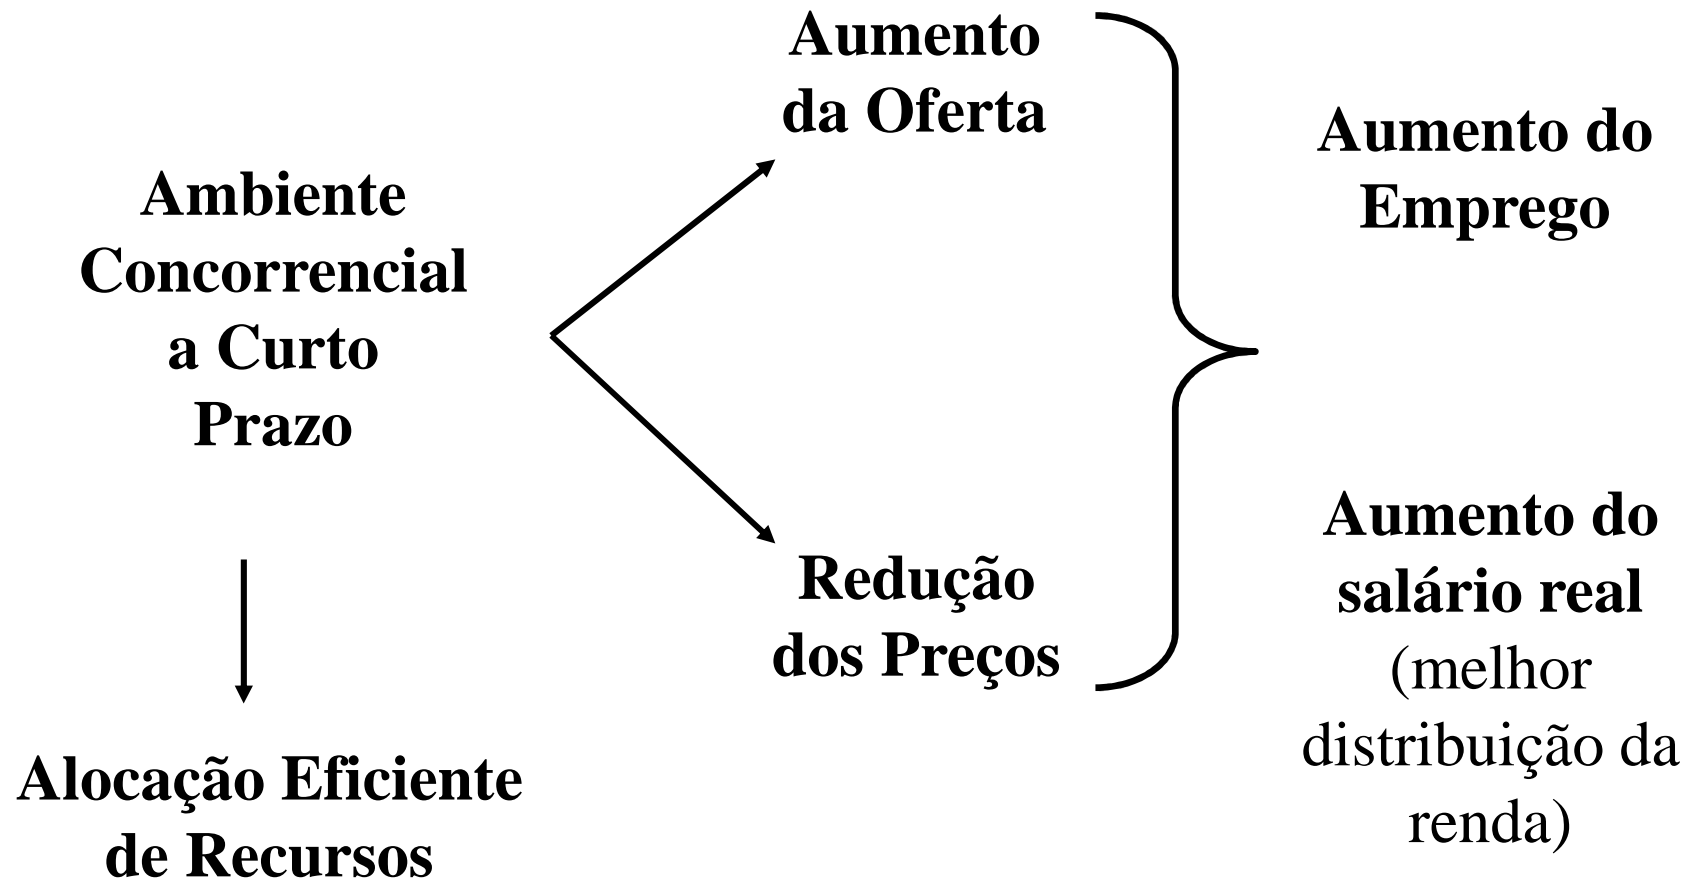 Ambiente
Concorrencial
a Curto
Prazo
Alocação Eficiente
de Recursos
Aumento
da Oferta
Redução
dos Preços
Aumento do
Emprego
Aumento do
salário real
(melhor
distribuição da
renda)